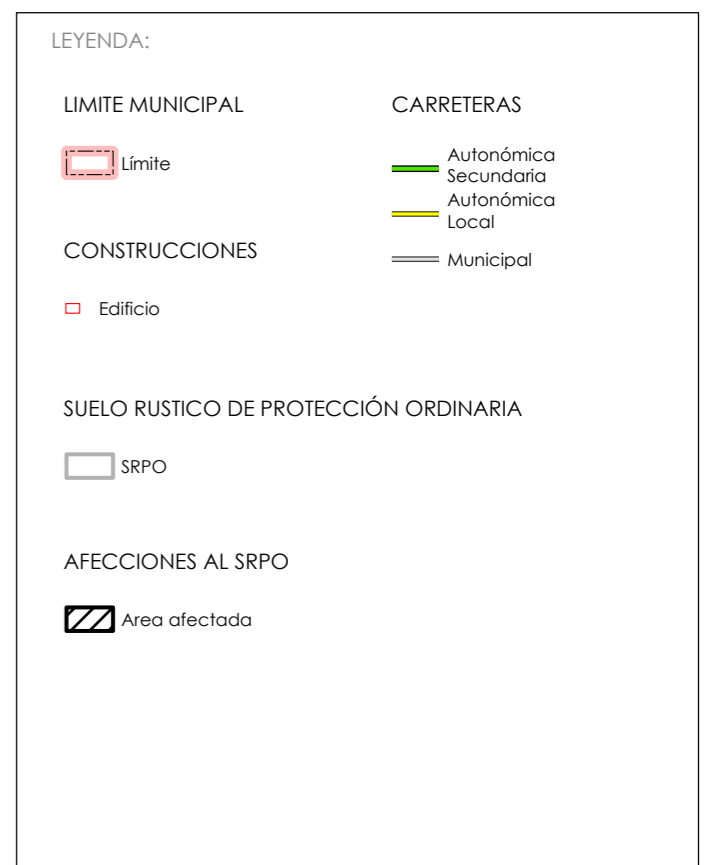 LEYENDA:
LIMITE MUNICIPAL
Límite
CONSTRUCCIONES
Edificio
CARRETERAS
Autonómica
Secundaria
Autonómica
Local
Municipal
SUELO RUSTICO DE PROTECCIÓN ORDINARIA
SRPO
AFECCIONES AL SRPO
Area afectada